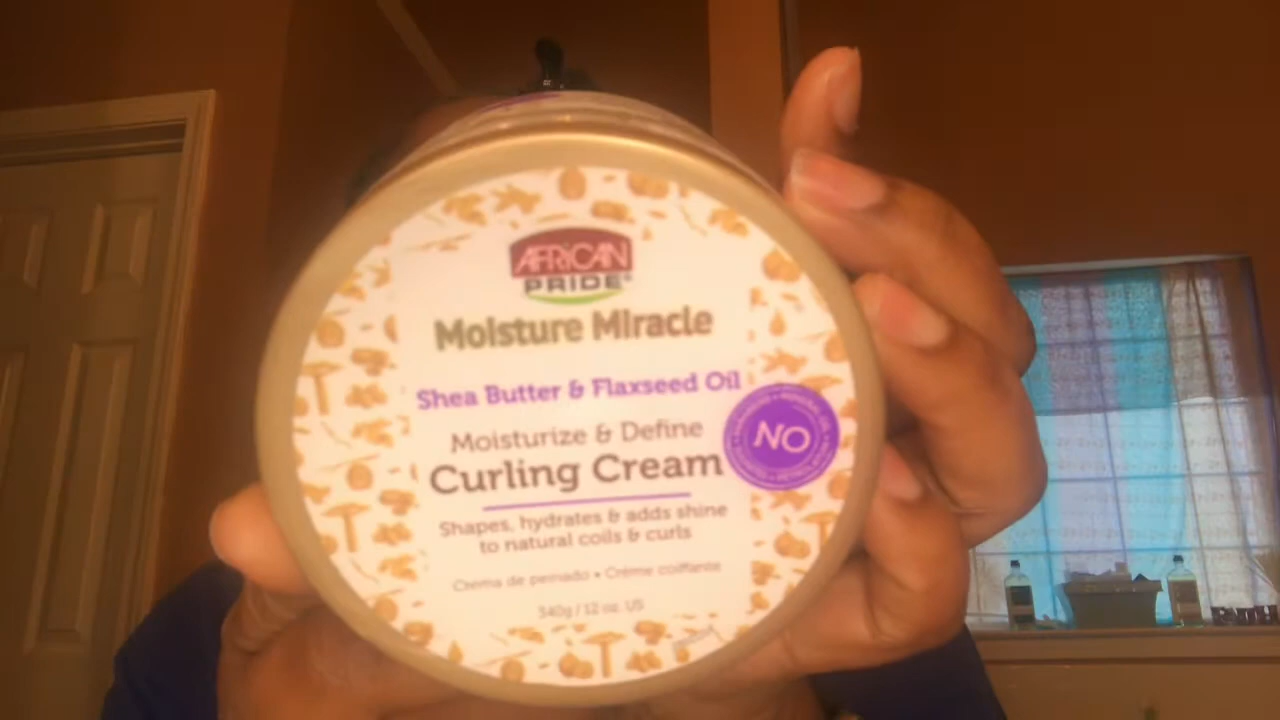 AFRICAN
PRIDE
Moisture Miracle
Shea Butter & Flaxseed Oil
Moisturize & Define
Curling Cream
NO
Shapes, hydrates & adds shine
to natural coils & curls
Crema de peinado • Crème coiffante
340g / 12 oz. US